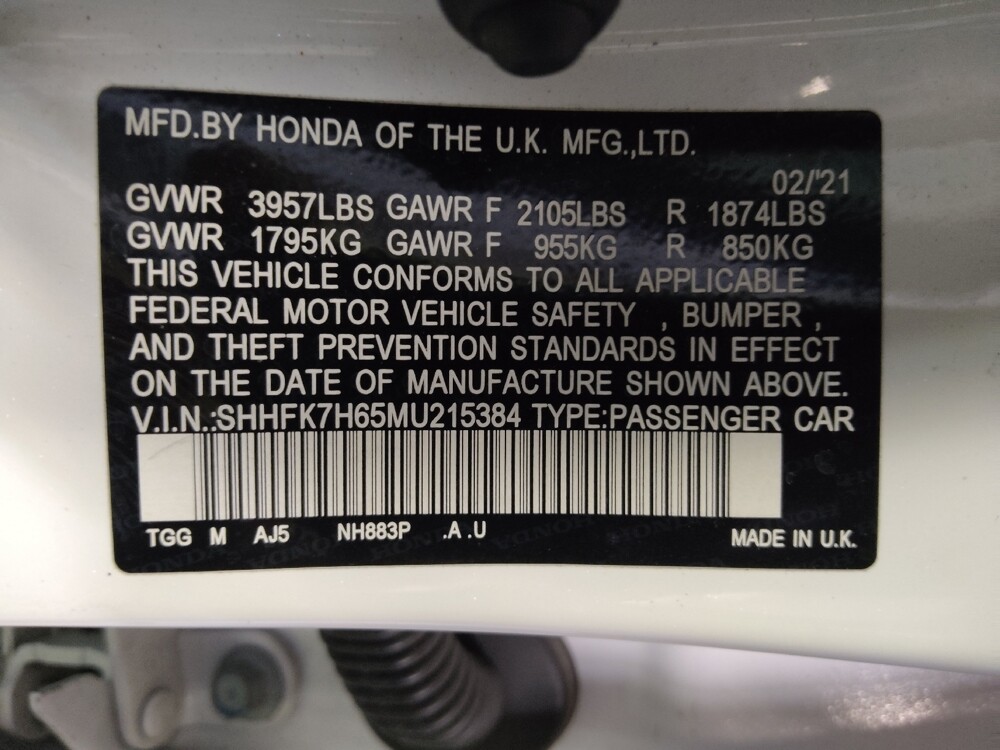 MFD.BY HONDA OF THE U.K. MFG.,LTD.
02/'21
GVWR 3957LBS GAWR F 2105LBS R 1874LBS
GVWR 1795KG GAWR F 955KG R 850KG
THIS VEHICLE CONFORMS TO ALL APPLICABLE
FEDERAL MOTOR VEHICLE SAFETY , BUMPER ,
AND THEFT PREVENTION STANDARDS IN EFFECT
ON THE DATE OF MANUFACTURE SHOWN ABOVE.
V.I.N.:SHHFK7H65MU215384 TYPE:PASSENGER CAR
TGG M AJ5 NH883P .A .U MADE IN U.K.